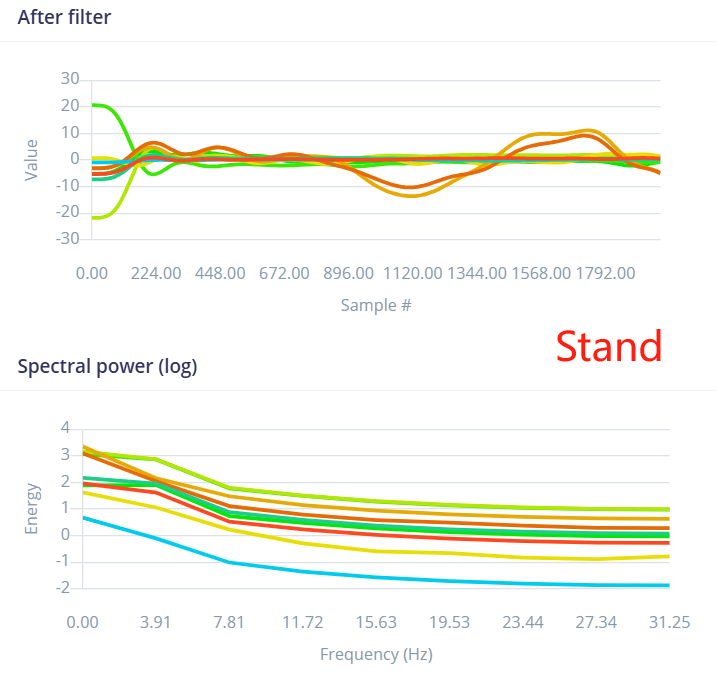 After filter
30
20
10
0
-10
-20
-30
Value
0.00 224.00 448.00 672.00 896.00 1120.00 1344.00 1568.00 1792.00
Sample #
Stand
Spectral power (log)
4
3
2
1
0
-1
-2
Energy
0.00 3.91 7.81 11.72 15.63 19.53 23.44 27.34 31.25
Frequency (Hz)